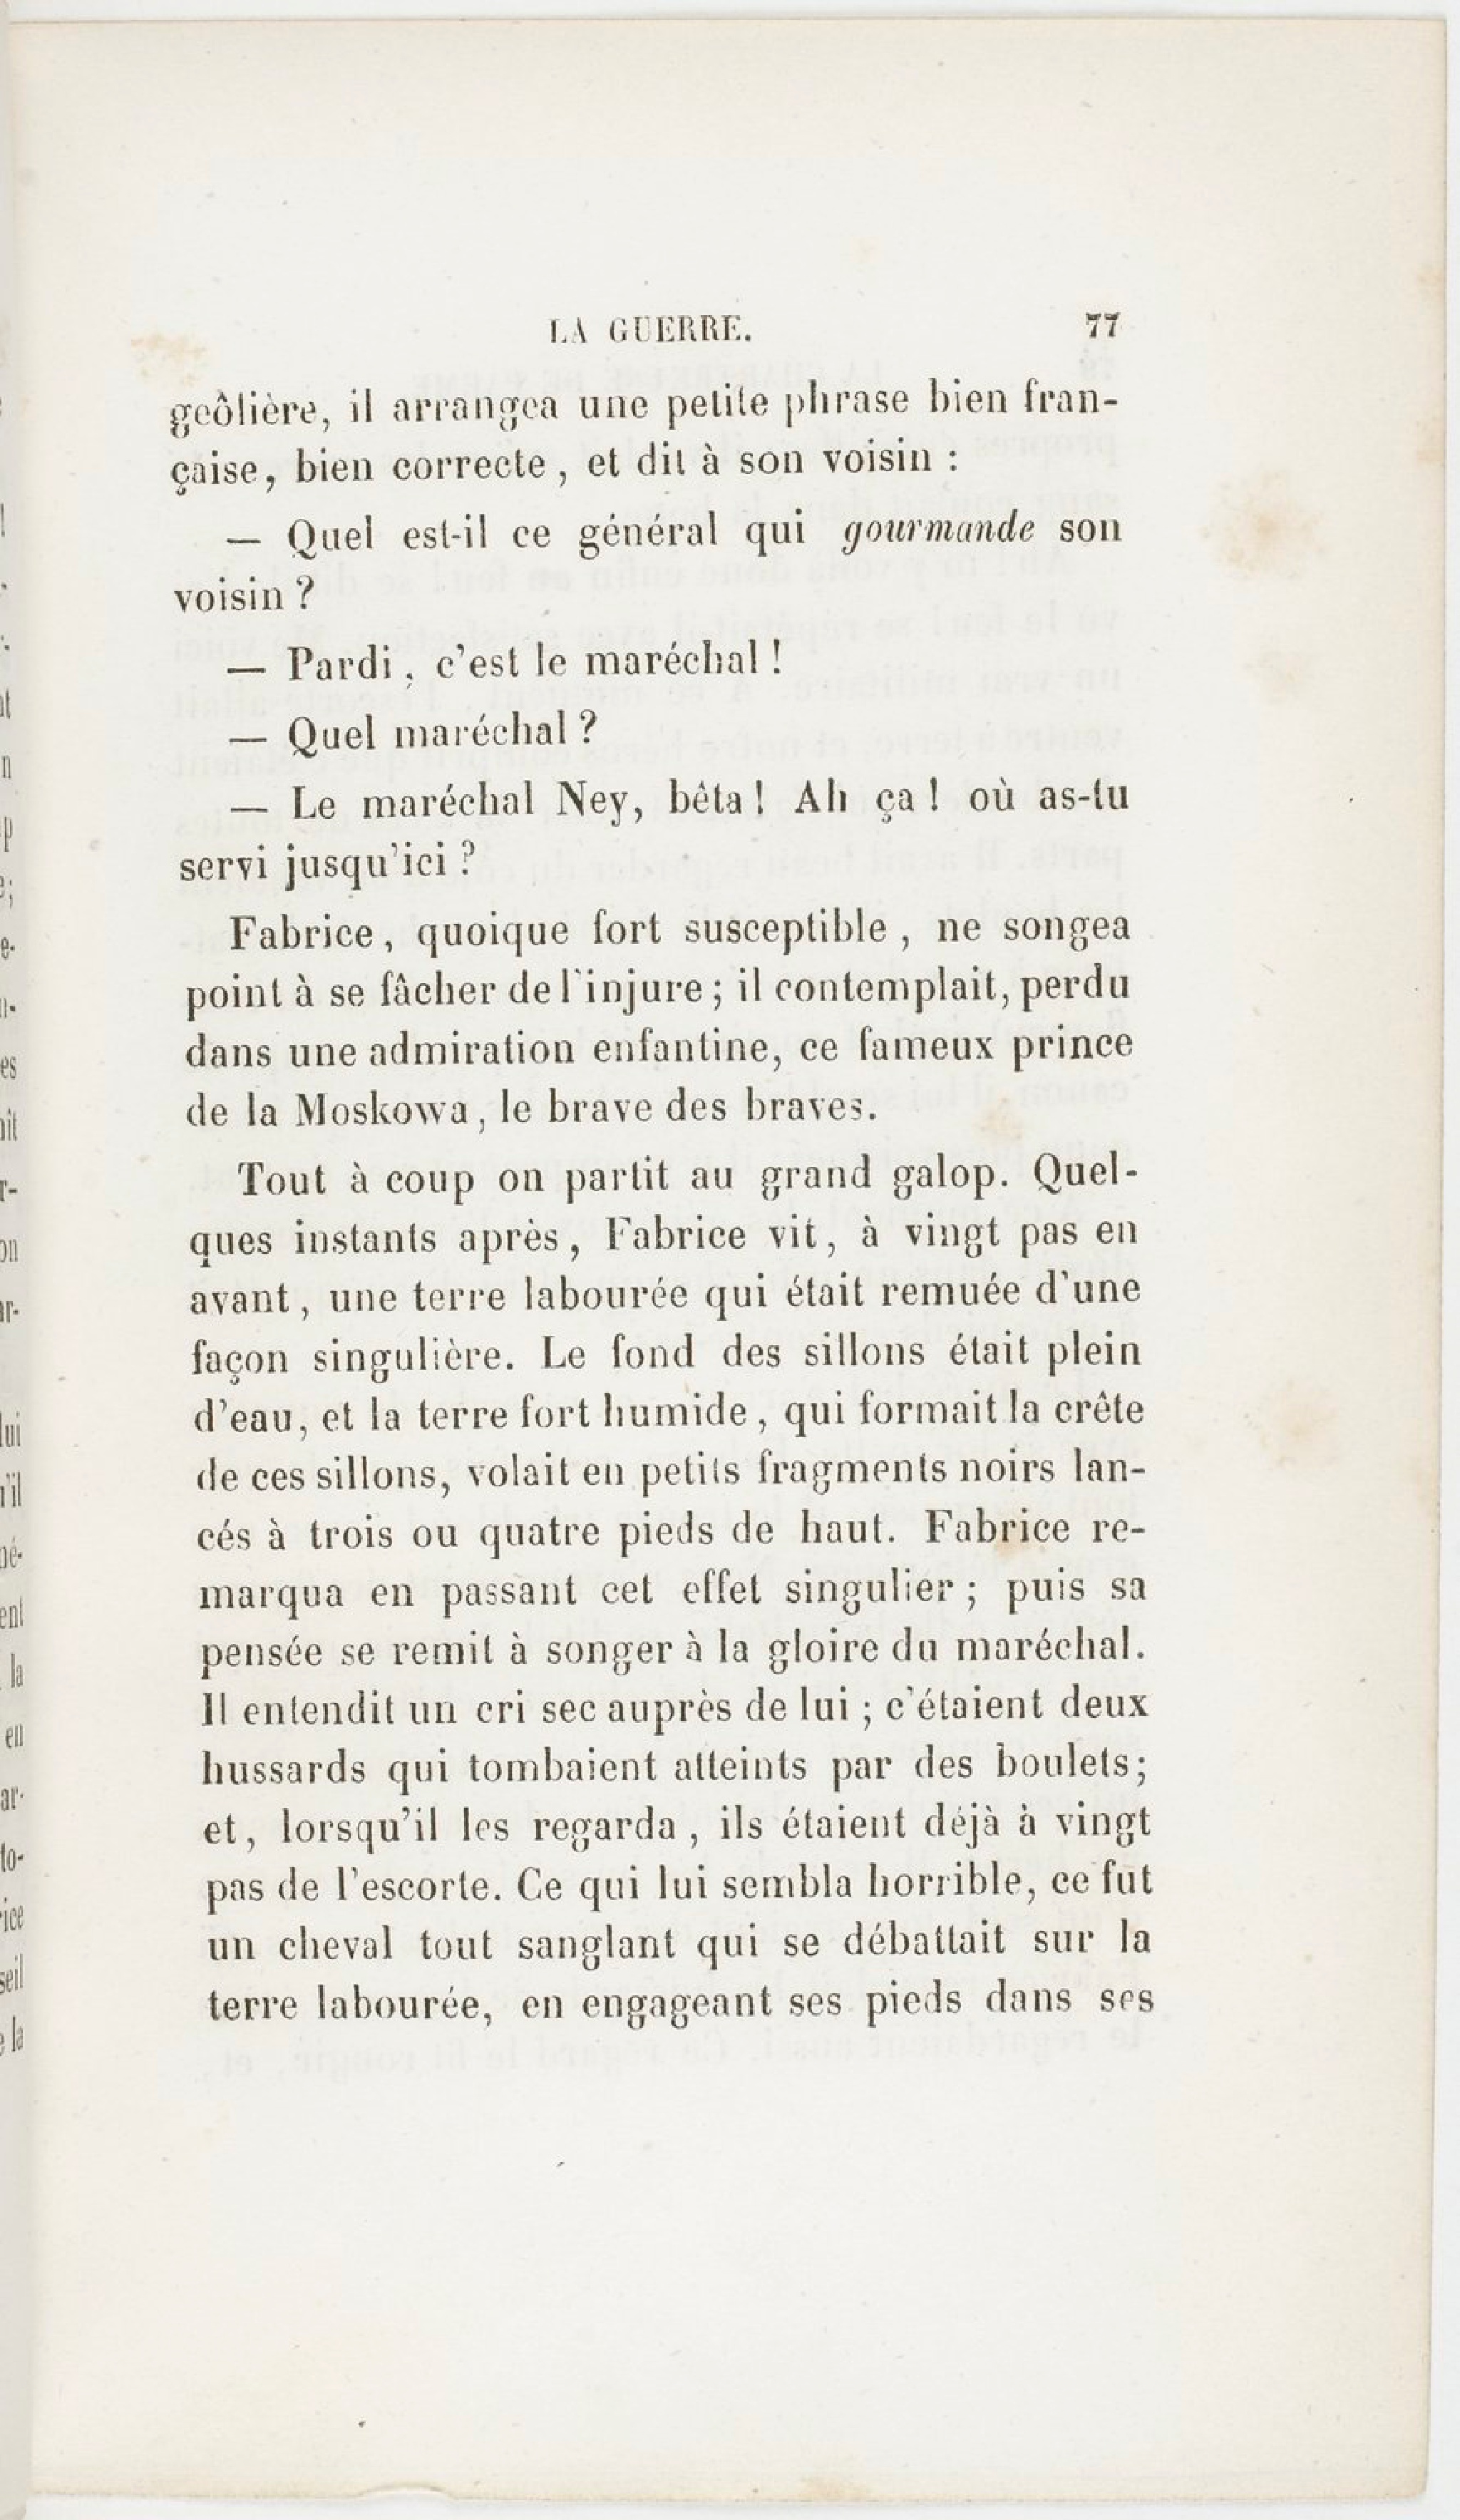 LA GUERRE. 77
geôlière, il arrangea une petite phrase bien fran-
çaise, bien correcte, et dit à son voisin :
— Quel est-il ce général qui gourmande son
voisin ?
— Pardi, c'est le maréchal !
— Quel maréchal ?
— Le maréchal Ney, bêta ! Ah ça ! où as-tu
servi jusqu'ici ?
Fabrice, quoique fort susceptible, ne songea
point à se fâcher de l'injure ; il contemplait, perdu
dans une admiration enfantine, ce fameux prince
de la Moskowa, le brave des braves.
Tout à coup on partit au grand galop. Quel-
ques instants après, Fabrice vit, à vingt pas en
avant, une terre labourée qui était remuée d'une
façon singulière. Le fond des sillons était plein
d'eau, et la terre fort humide, qui formait la crête
de ces sillons, volait en petits fragments noirs lan-
cés à trois ou quatre pieds de haut. Fabrice re-
marqua en passant cet effet singulier ; puis sa
pensée se remit à songer à la gloire du maréchal.
Il entendit un cri sec auprès de lui ; c'étaient deux
hussards qui tombaient atteints par des boulets ;
et, lorsqu'il les regarda, ils étaient déjà à vingt
pas de l'escorte. Ce qui lui sembla horrible, ce fut
un cheval tout sanglant qui se débattait sur la
terre labourée, en engageant ses pieds dans ses